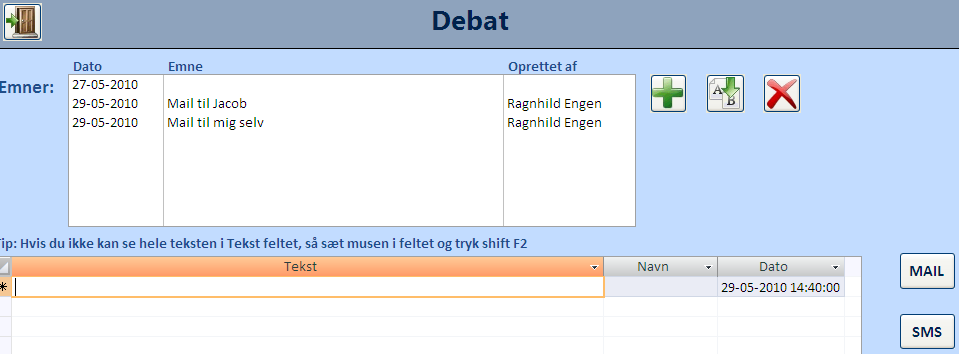 Debat
Dato Emne Oprettet af
Emner:
27-05-2010
29-05-2010 Mail til Jacob Ragnhild Engen
29-05-2010 Mail til mig selv Ragnhild Engen
A
B
Tip: Hvis du ikke kan se hele teksten i Tekst feltet, så sæt musen i feltet og tryk shift F2
Tekst Navn Dato
29-05-2010 14:40:00
MAIL
SMS